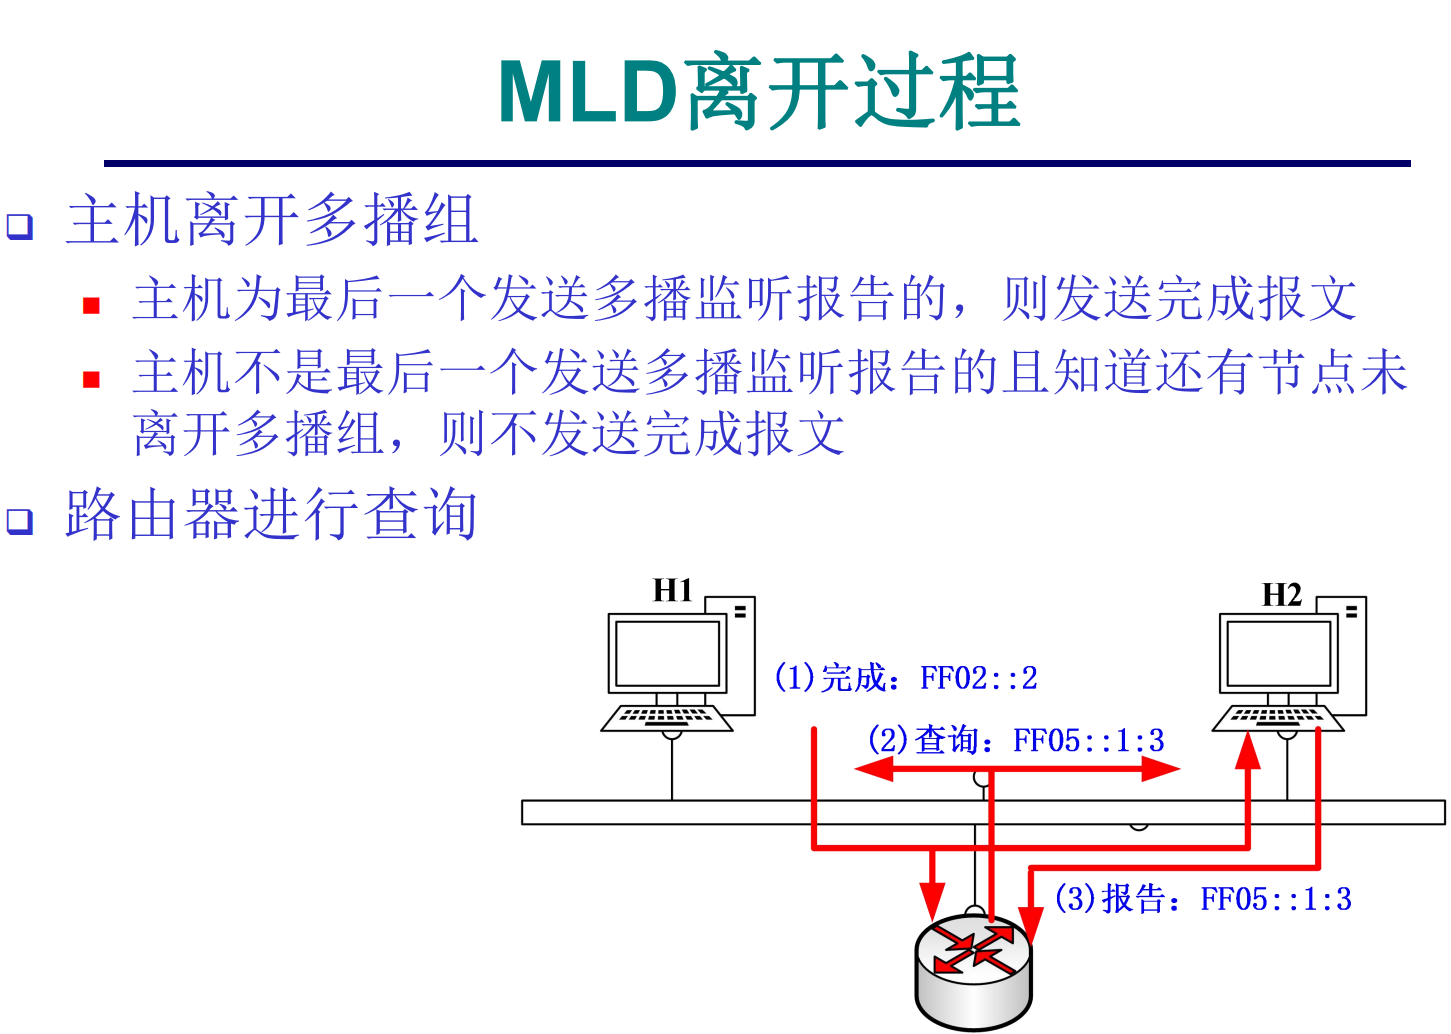 MLD离开过程
主机离开多播组
主机为最后一个发送多播监听报告的，则发送完成报文
主机不是最后一个发送多播监听报告的且知道还有节点未
离开多播组，则不发送完成报文
路由器进行查询
H1
H2
(1)完成：FF02::2
(2)查询：FF05::1:3
(3)报告：FF05::1:3